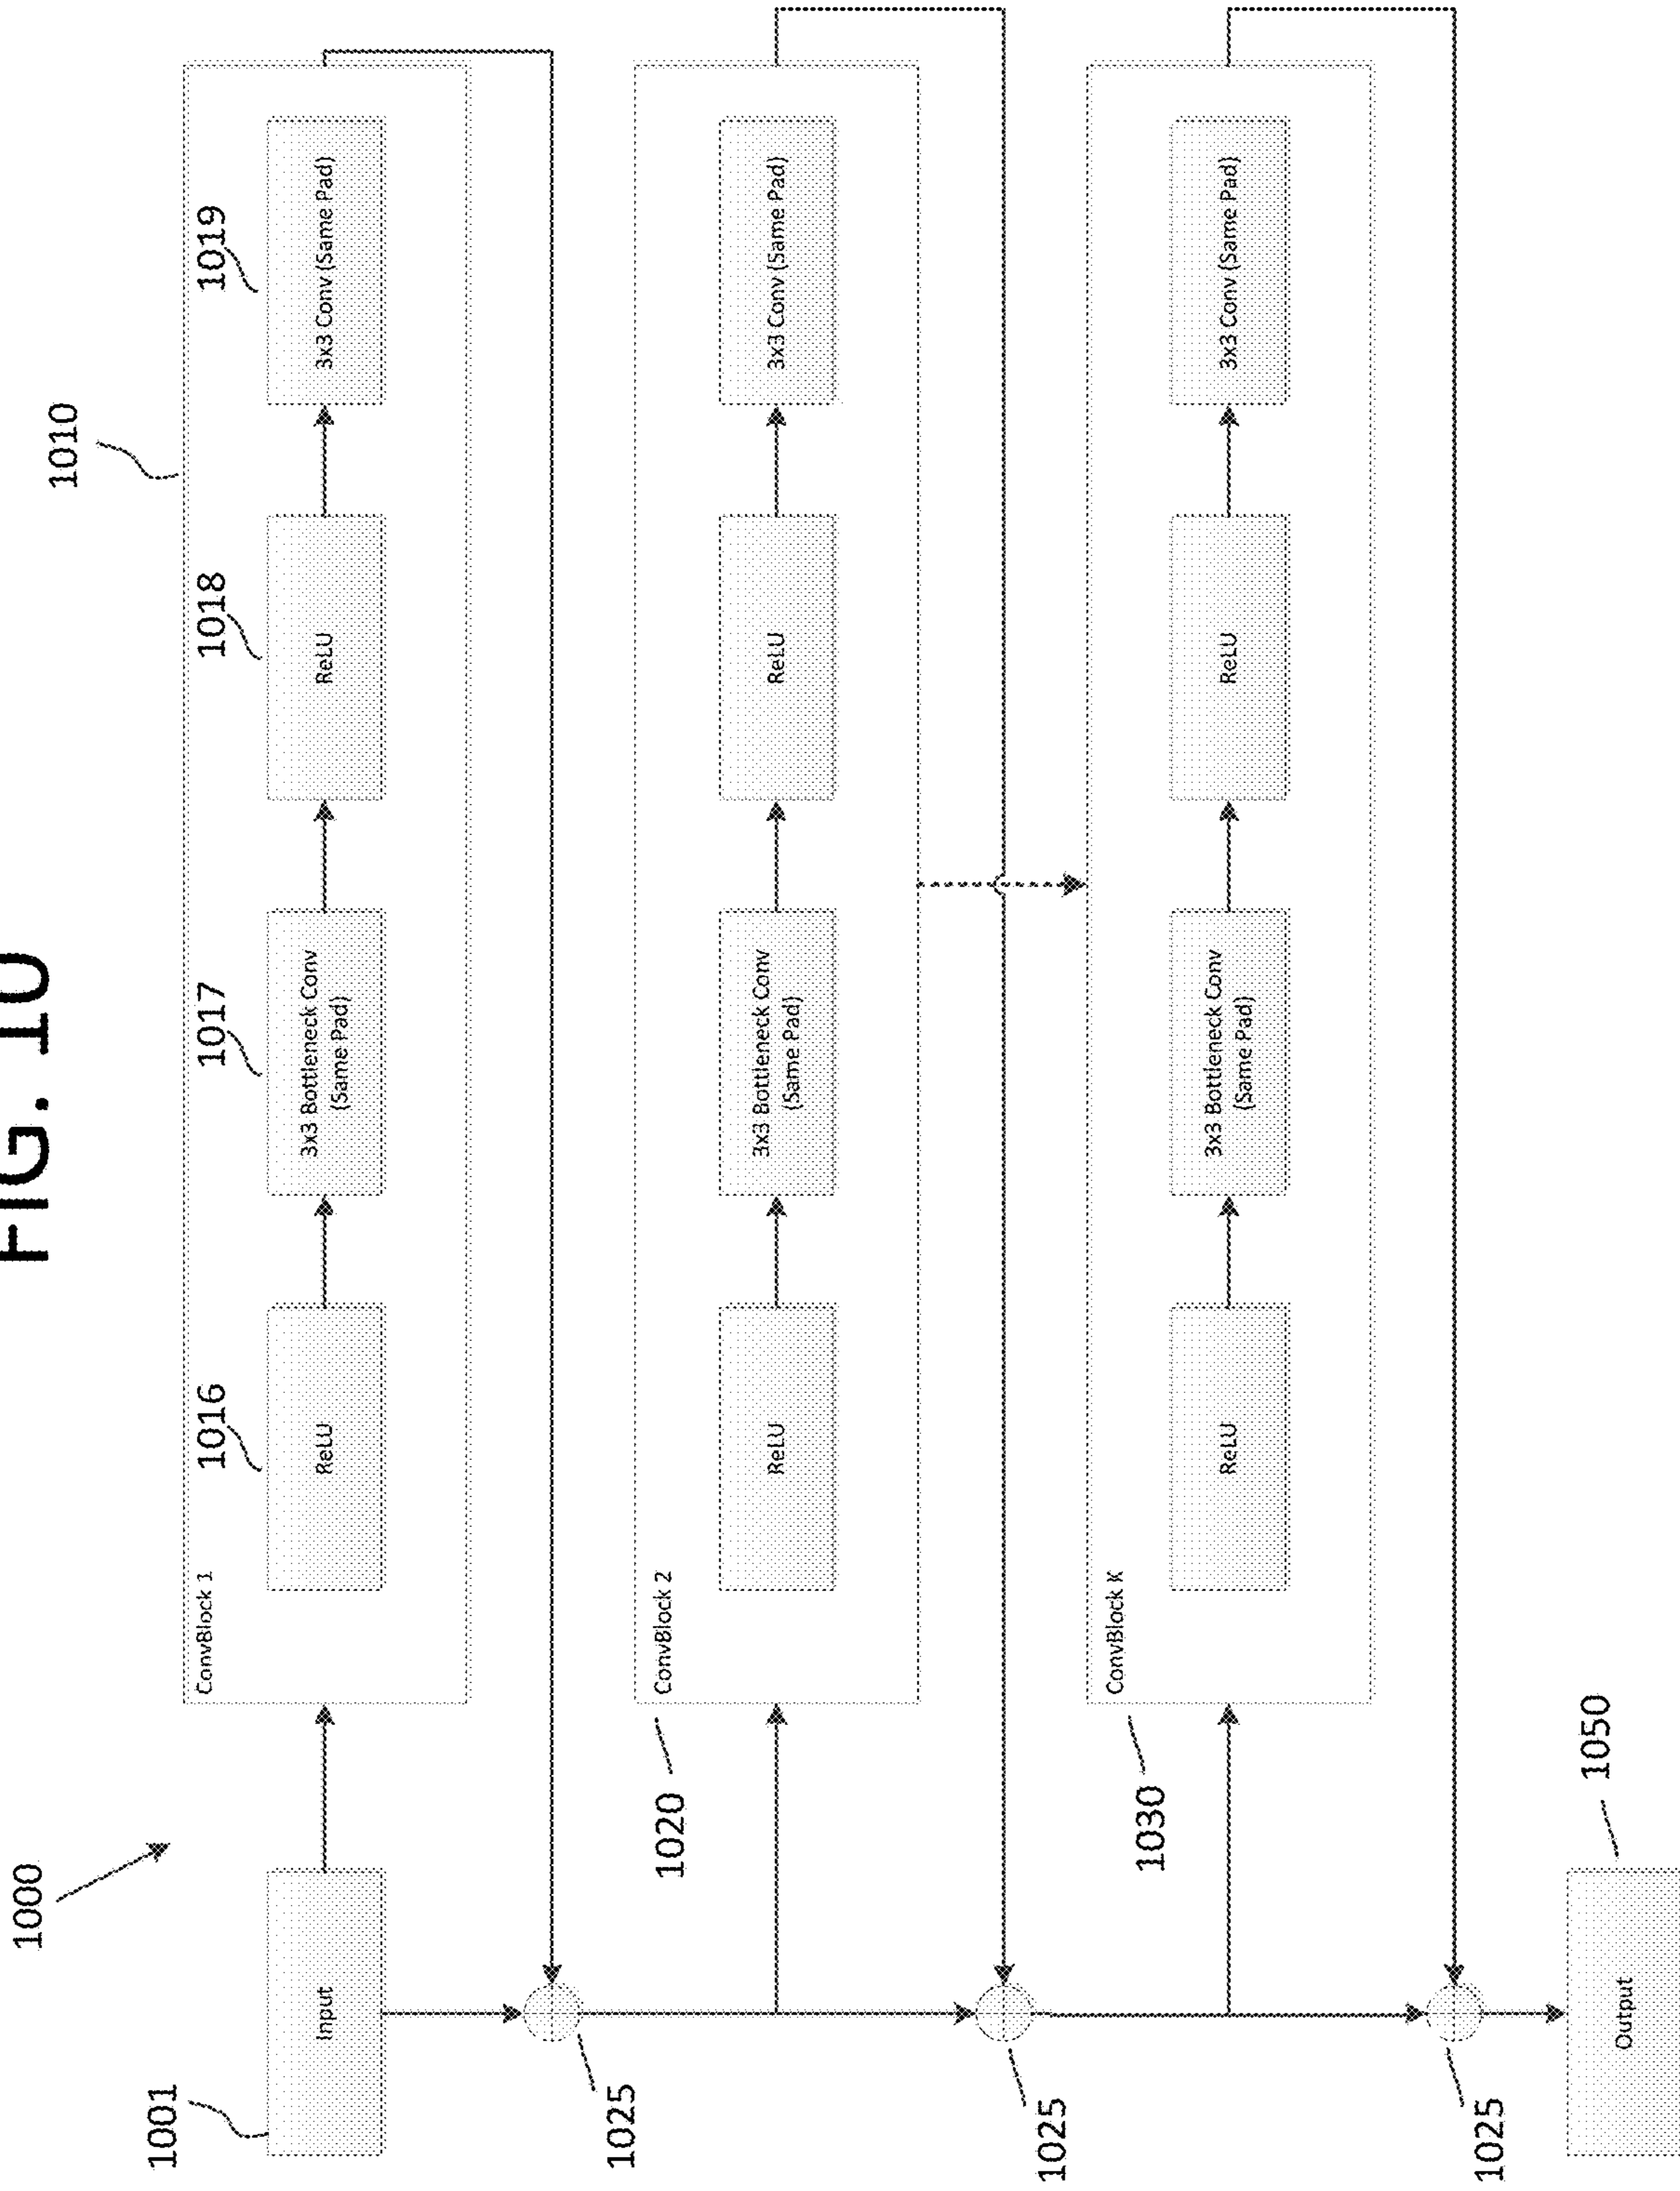 FIG. 10
1000
1001
Input
1010
ConvBlock 1
1016
ReLU
1017
3x3 Bottleneck Conv
(Same Pad)
1018
ReLU
1019
3x3 Conv (Same Pad)
1025
1020
ConvBlock 2
ReLU
3x3 Bottleneck Conv
(Same Pad)
ReLU
3x3 Conv (Same Pad)
1025
1030
ConvBlock K
ReLU
3x3 Bottleneck Conv
(Same Pad)
ReLU
3x3 Conv (Same Pad)
1025
1050
Output